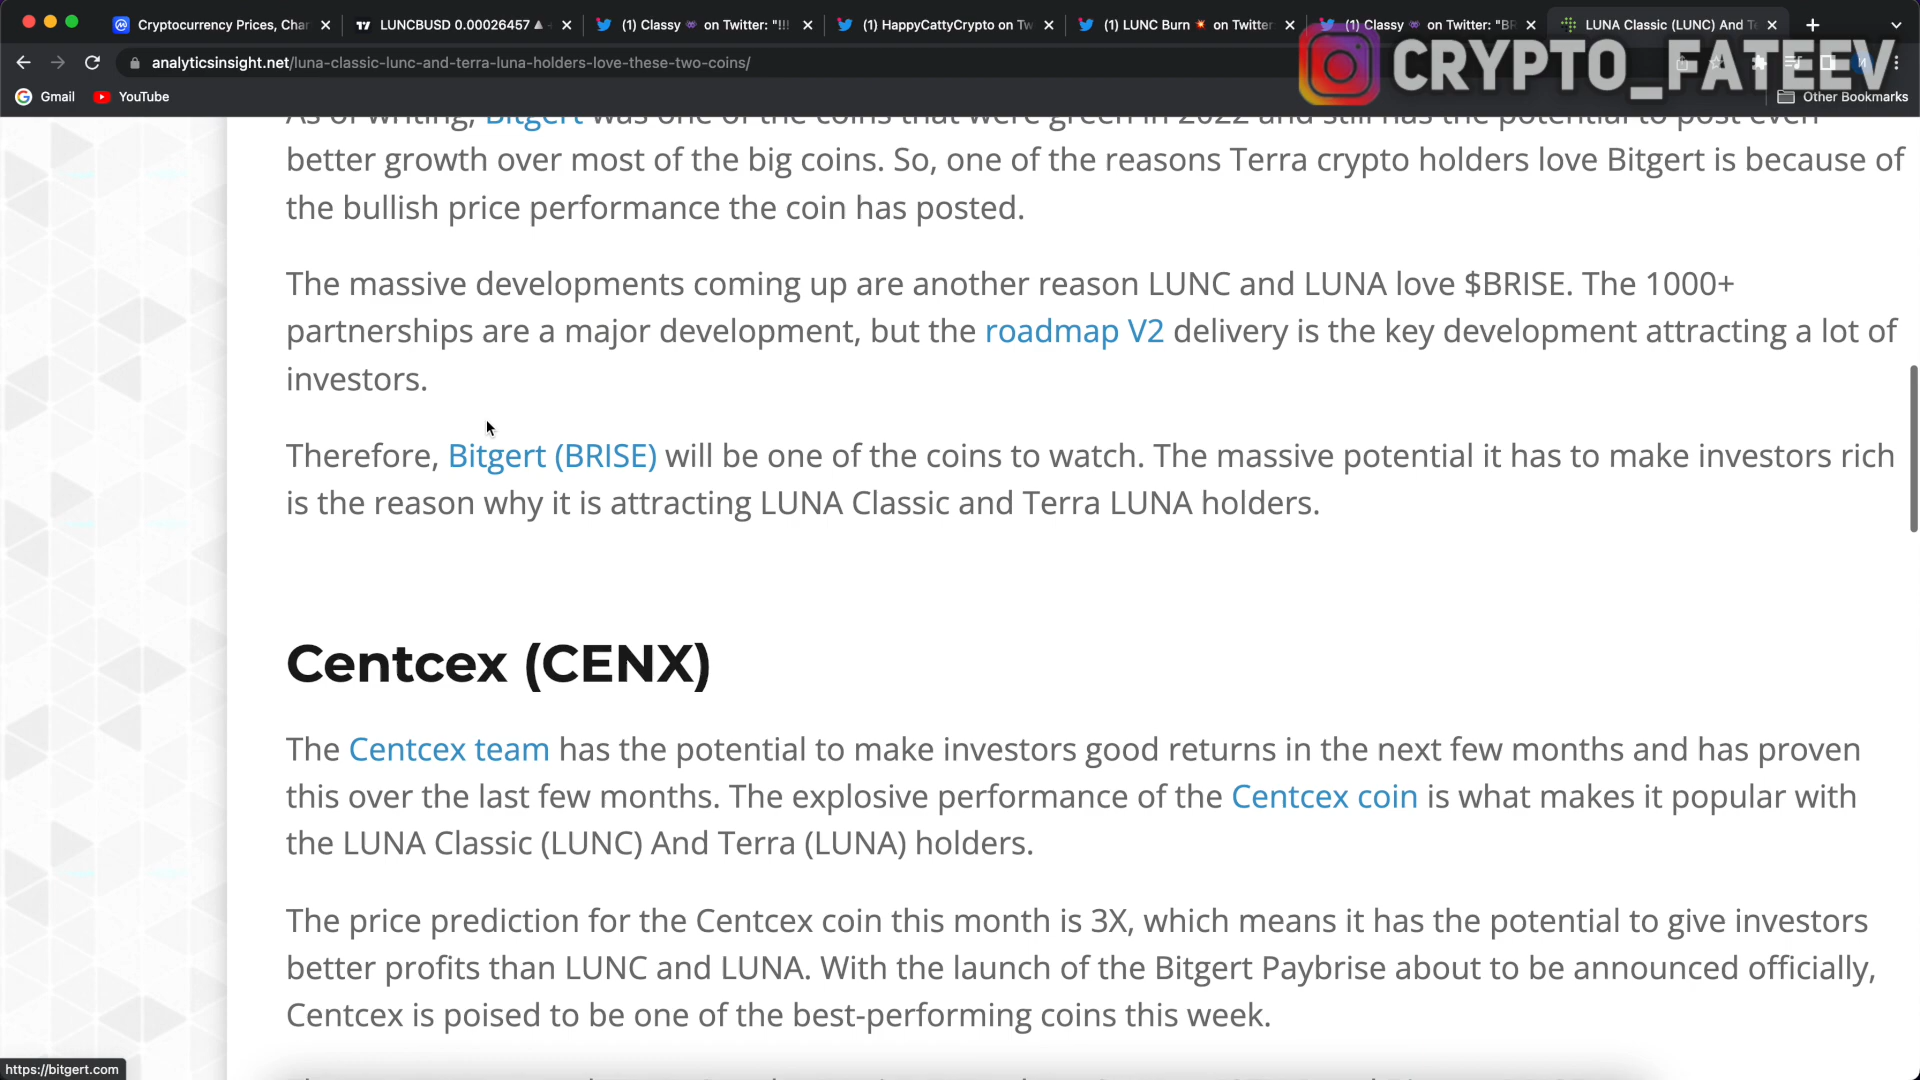 Cryptocurrency Prices, Char
LUNCBUSD 0.00026457
(1) Classy on Twitter: "!!!
(1) HappyCattyCrypto on Tw
(1) LUNC Burn on Twitter
(1) Classy on Twitter: "BR
LUNA Classic (LUNC) And Te
analyticsinsight.net/luna-classic-lunc-and-terra-luna-holders-love-these-two-coins/
CRYPTO_FATEEV
Gmail
YouTube
Other Bookmarks
As of writing, Bitgert was one of the coins that were green in 2022 and still has the potential to post even
better growth over most of the big coins. So, one of the reasons Terra crypto holders love Bitgert is because of
the bullish price performance the coin has posted.
The massive developments coming up are another reason LUNC and LUNA love $BRISE. The 1000+
partnerships are a major development, but the roadmap V2 delivery is the key development attracting a lot of
investors.
Therefore, Bitgert (BRISE) will be one of the coins to watch. The massive potential it has to make investors rich
is the reason why it is attracting LUNA Classic and Terra LUNA holders.
Centcex (CENX)
The Centcex team has the potential to make investors good returns in the next few months and has proven
this over the last few months. The explosive performance of the Centcex coin is what makes it popular with
the LUNA Classic (LUNC) And Terra (LUNA) holders.
The price prediction for the Centcex coin this month is 3X, which means it has the potential to give investors
better profits than LUNC and LUNA. With the launch of the Bitgert Paybrise about to be announced officially,
Centcex is poised to be one of the best-performing coins this week.
https://bitgert.com